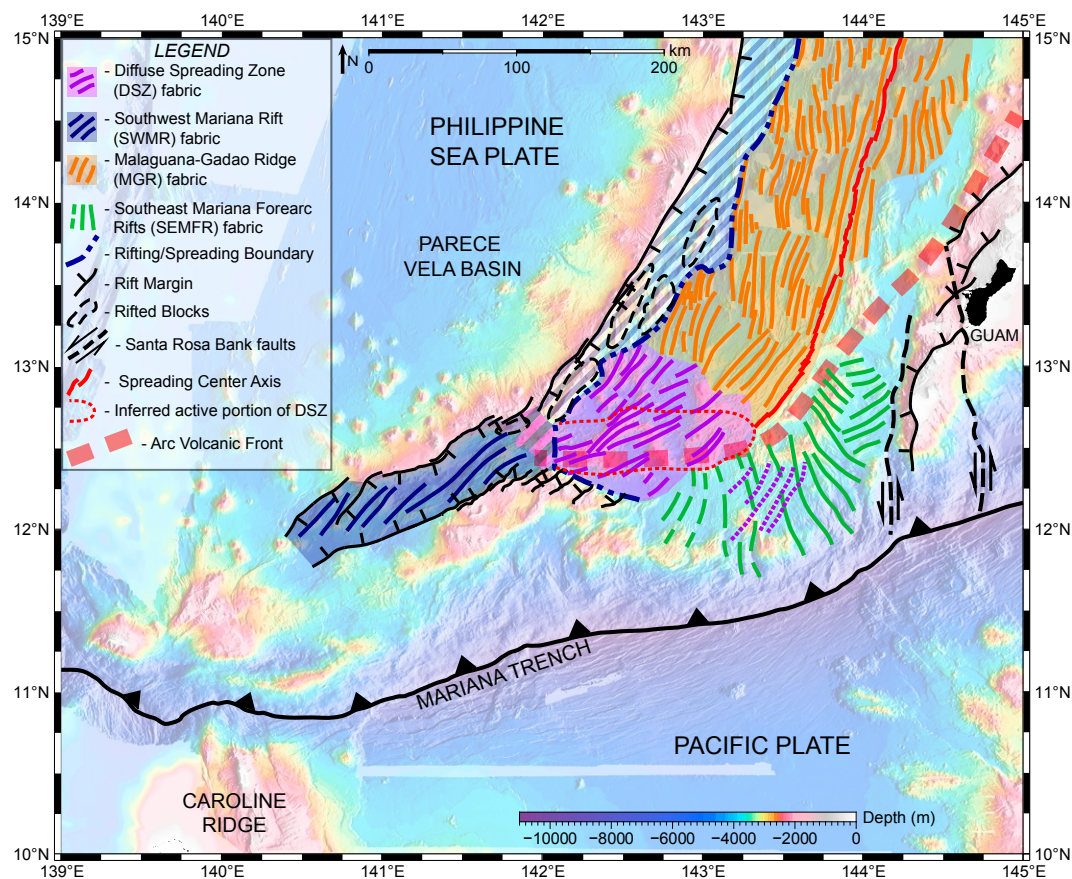 139°E 140°E 141°E 142°E 143°E 144°E 145°E
15°N 15°N
LEGEND
- Diffuse Spreading Zone
(DSZ) fabric
- Southwest Mariana Rift
(SWMR) fabric
- Malaguana-Gadao Ridge
(MGR) fabric
- Southeast Mariana Forearc
Rifts (SEMFR) fabric
- Rifting/Spreading Boundary
- Rift Margin
- Rifted Blocks
- Santa Rosa Bank faults
- Spreading Center Axis
- Inferred active portion of DSZ
- Arc Volcanic Front
N
km
0 100 200
PHILIPPINE
SEA PLATE
14°N 14°N
PARECE
VELA BASIN
GUAM
13°N 13°N
12°N 12°N
MARIANA TRENCH
11°N 11°N
PACIFIC PLATE
CAROLINE
RIDGE
Depth (m)
−10000 −8000 −6000 −4000 −2000 0
10°N 10°N
139°E 140°E 141°E 142°E 143°E 144°E 145°E